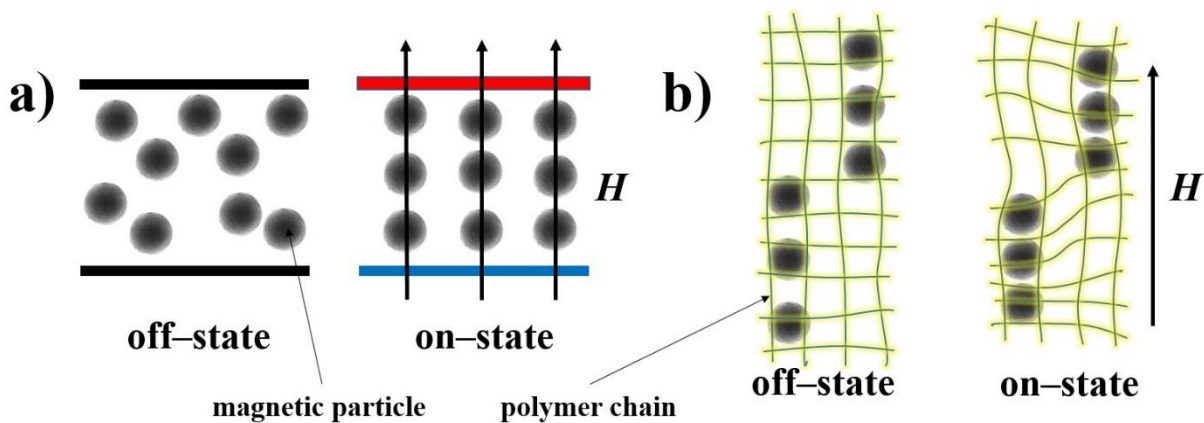 a)
H
off–state
on–state
magnetic particle
b)
H
off–state
on–state
polymer chain